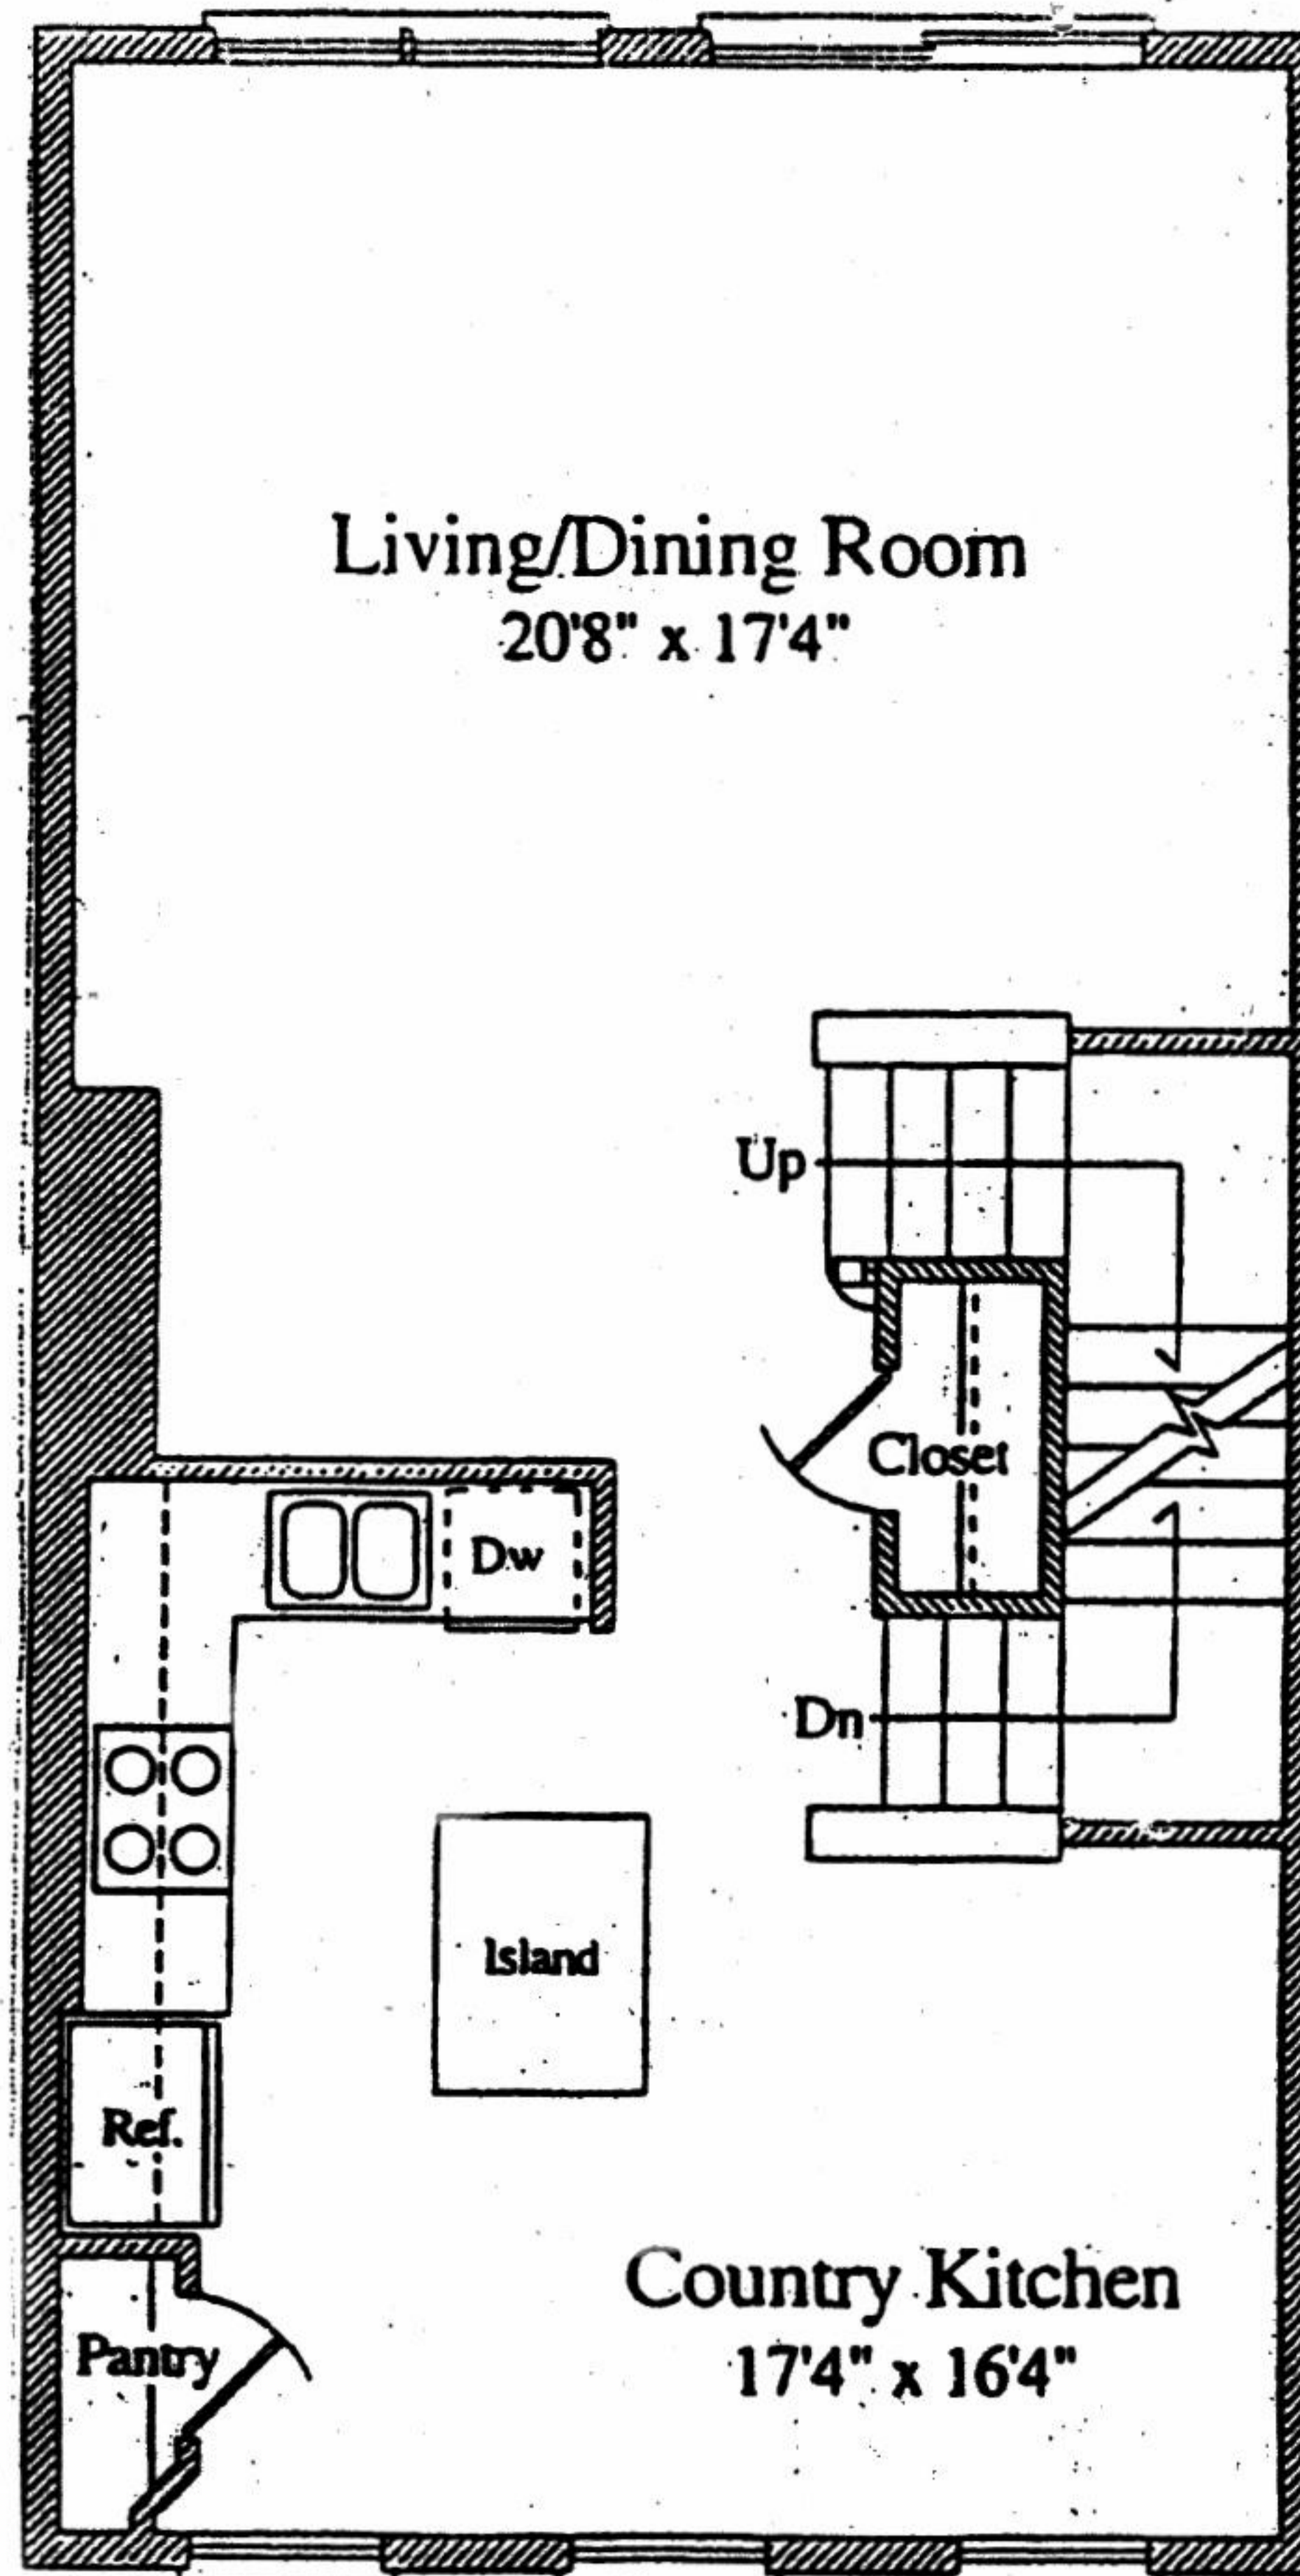 Living/Dining Room
20'8" x 17'4"
Up
Closet
Dw
Dn
Island
Ref.
Country Kitchen
Pantry
17'4" x 16'4"